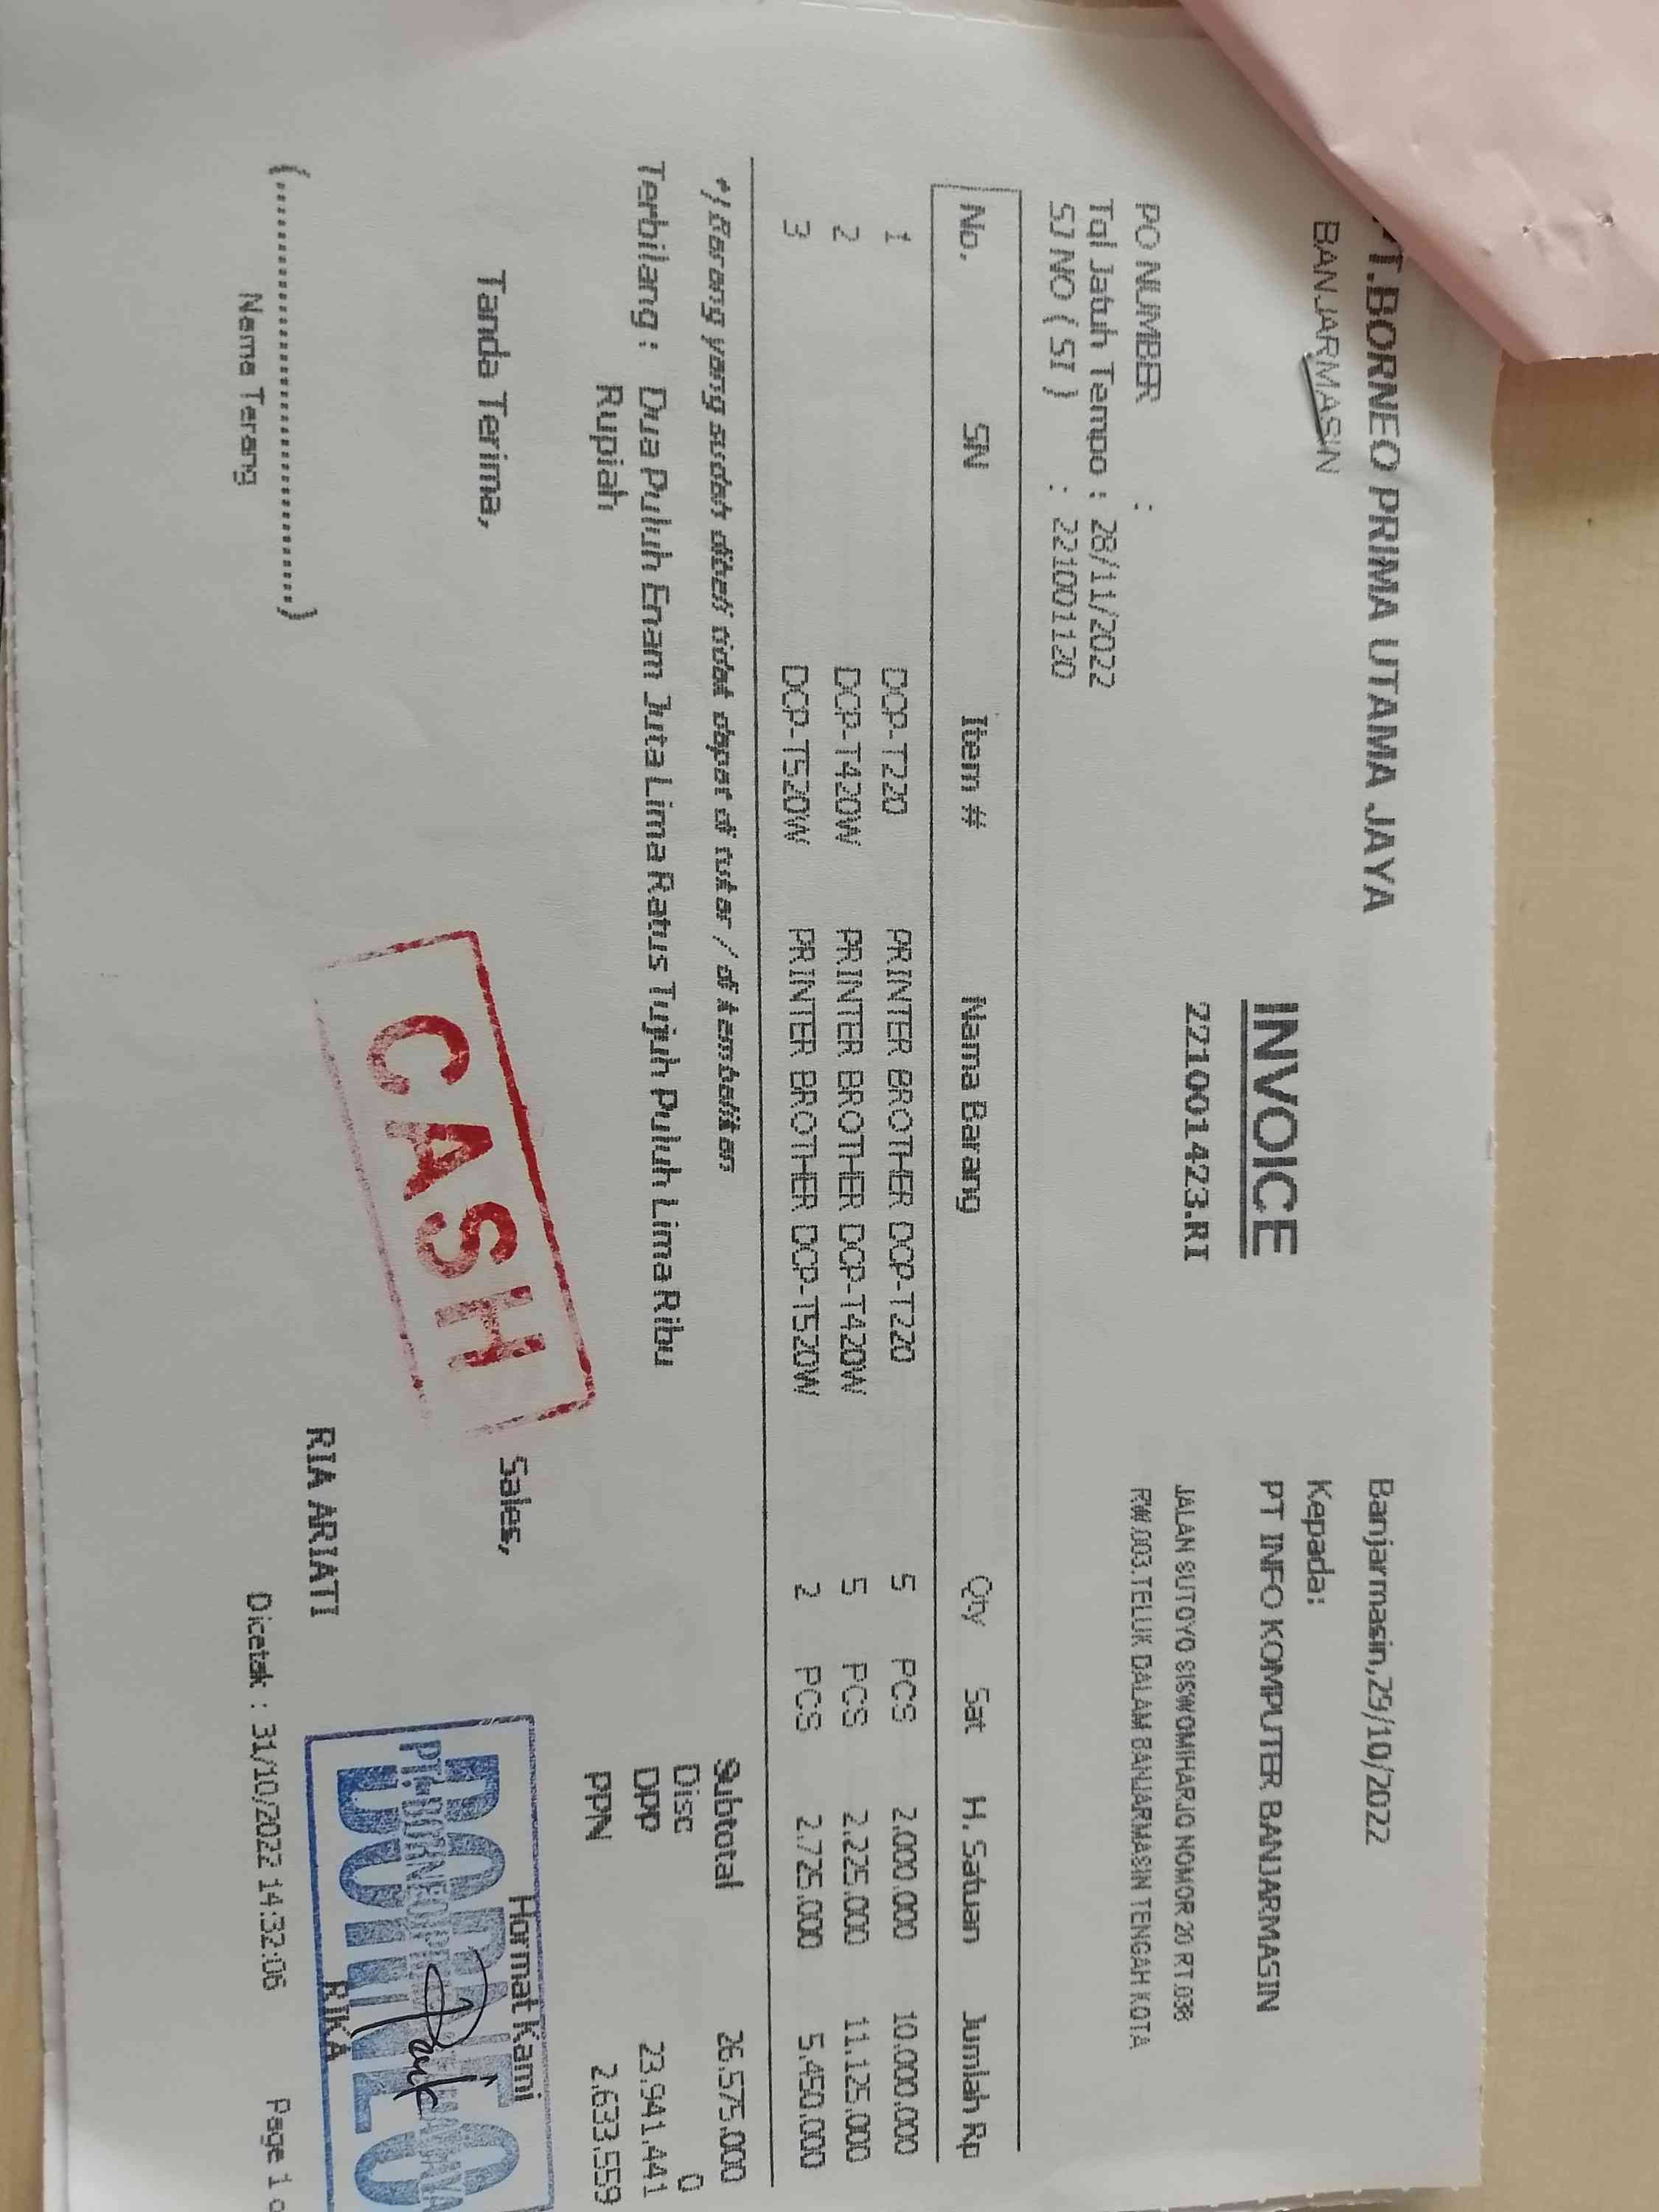 PT.BORNEO PRIMA UTAMA JAYA
BANJARMASIN
INVOICE
221001423.RI
Banjarmasin,29/10/2022
Kepada:
PT INFO KOMPUTER BANJARMASIN
JALAN SUTOYO SISWOMIHARJO NOMOR 20 RT.038
RW.003.TELUK DALAM BANJARMASIN TENGAH KOTA
PO NUMBER :
Tgl Jatuh Tempo : 28/11/2022
SJ NO ( SI ) : 221001120
No. SN Item # Nama Barang Qty Sat H. Satuan Jumlah Rp
1 DCP-T220 PRINTER BROTHER DCP-T220 5 PCS 2.000.000 10.000.000
2 DCP-T420W PRINTER BROTHER DCP-T420W 5 PCS 2.225.000 11.125.000
3 DCP-T520W PRINTER BROTHER DCP-T520W 2 PCS 2.725.000 5.450.000
*) Barang yang sudah dibeli tidak dapat di tukar / di kembalikan
Subtotal 26.575.000
Disc 0
DPP 23.941.441
PPN 2.633.559
Terbilang : Dua Puluh Enam Juta Lima Ratus Tujuh Puluh Lima Ribu
Rupiah
Tanda Terima,
Sales,
Hormat Kami
CASH
BORNEO
PT. BORNEO PRIMA JAYA
(..............................)
Nama Terang
RIA ARIATI
RIKA
Dicetak : 31/10/2022 14:32:06
Page 1 o